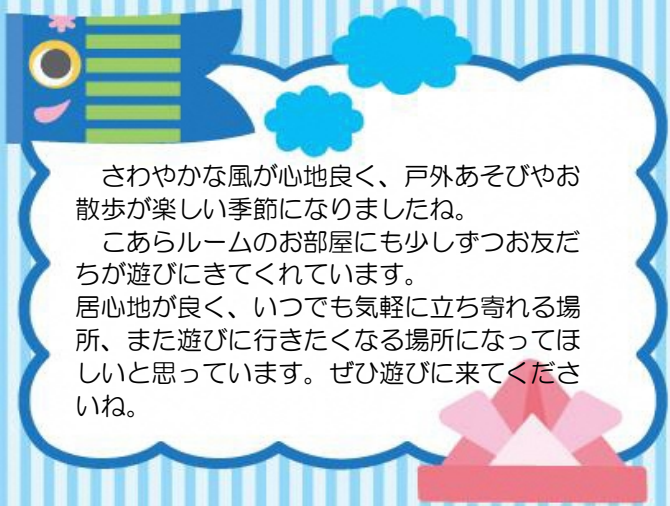 さわやかな風が心地良く、戸外あそびやお
散歩が楽しい季節になりましたね。
　こあらルームのお部屋にも少しずつお友だ
ちが遊びにきてくれています。
居心地が良く、いつでも気軽に立ち寄れる場
所、また遊びに行きたくなる場所になってほ
しいと思っています。ぜひ遊びに来てくださ
いね。